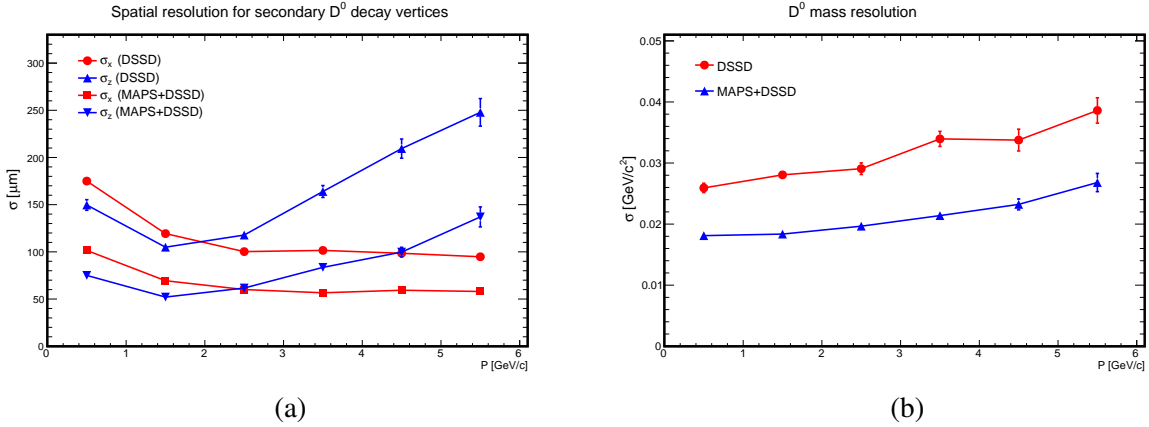 Spatial resolution for secondary D⁰ decay vertices
σ [μm]
300
250
200
150
100
50
0
σₓ (DSSD)
σ_z (DSSD)
σₓ (MAPS+DSSD)
σ_z (MAPS+DSSD)
0 1 2 3 4 5 6
P [GeV/c]
(a)
D⁰ mass resolution
σ [GeV/c²]
0.05
0.04
0.03
0.02
0.01
0
DSSD
MAPS+DSSD
0 1 2 3 4 5 6
P [GeV/c]
(b)